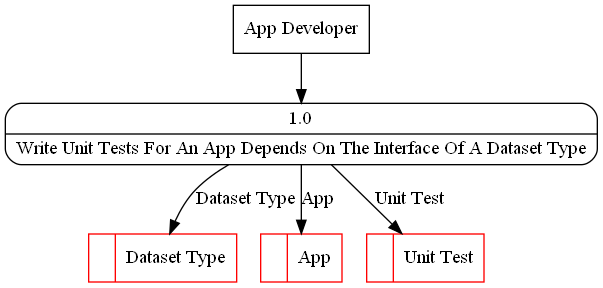 App Developer
1.0
Write Unit Tests For An App Depends On The Interface Of A Dataset Type
Dataset Type
App
Unit Test
Dataset Type
App
Unit Test